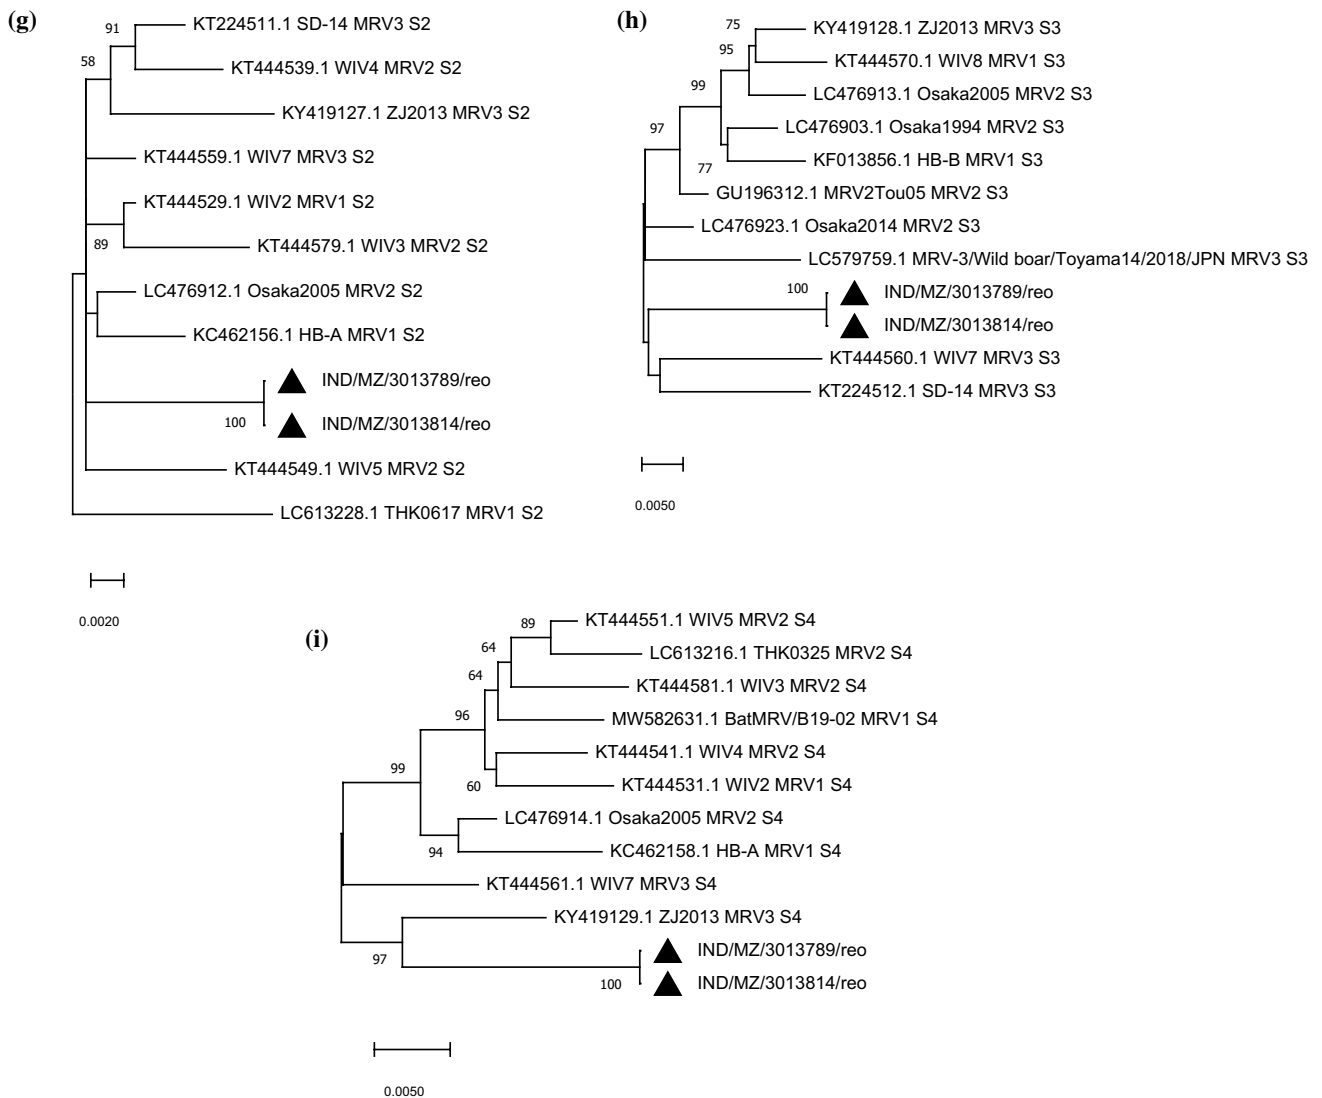 (g)
91
KT224511.1 SD-14 MRV3 S2
58
KT444539.1 WIV4 MRV2 S2
KY419127.1 ZJ2013 MRV3 S2
KT444559.1 WIV7 MRV3 S2
KT444529.1 WIV2 MRV1 S2
89
KT444579.1 WIV3 MRV2 S2
LC476912.1 Osaka2005 MRV2 S2
KC462156.1 HB-A MRV1 S2
IND/MZ/3013789/reo
100
IND/MZ/3013814/reo
KT444549.1 WIV5 MRV2 S2
LC613228.1 THK0617 MRV1 S2
0.0020
(h)
75
KY419128.1 ZJ2013 MRV3 S3
95
KT444570.1 WIV8 MRV1 S3
99
LC476913.1 Osaka2005 MRV2 S3
97
LC476903.1 Osaka1994 MRV2 S3
77
KF013856.1 HB-B MRV1 S3
GU196312.1 MRV2Tou05 MRV2 S3
LC476923.1 Osaka2014 MRV2 S3
LC579759.1 MRV-3/Wild boar/Toyama14/2018/JPN MRV3 S3
100
IND/MZ/3013789/reo
IND/MZ/3013814/reo
KT444560.1 WIV7 MRV3 S3
KT224512.1 SD-14 MRV3 S3
0.0050
(i)
89
KT444551.1 WIV5 MRV2 S4
64
LC613216.1 THK0325 MRV2 S4
64
KT444581.1 WIV3 MRV2 S4
96
MW582631.1 BatMRV/B19-02 MRV1 S4
KT444541.1 WIV4 MRV2 S4
99
60
KT444531.1 WIV2 MRV1 S4
LC476914.1 Osaka2005 MRV2 S4
94
KC462158.1 HB-A MRV1 S4
KT444561.1 WIV7 MRV3 S4
KY419129.1 ZJ2013 MRV3 S4
97
IND/MZ/3013789/reo
100
IND/MZ/3013814/reo
0.0050